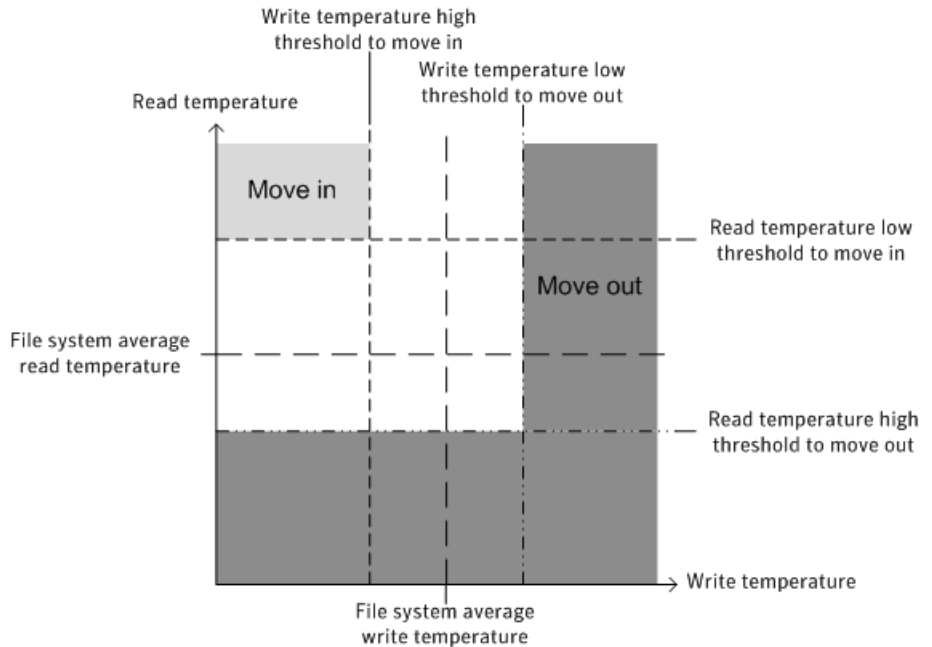 Write temperature high
threshold to move in
Write temperature low
threshold to move out
Read temperature
Move in
Read temperature low
threshold to move in
Move out
File system average
read temperature
Read temperature high
threshold to move out
Write temperature
File system average
write temperature